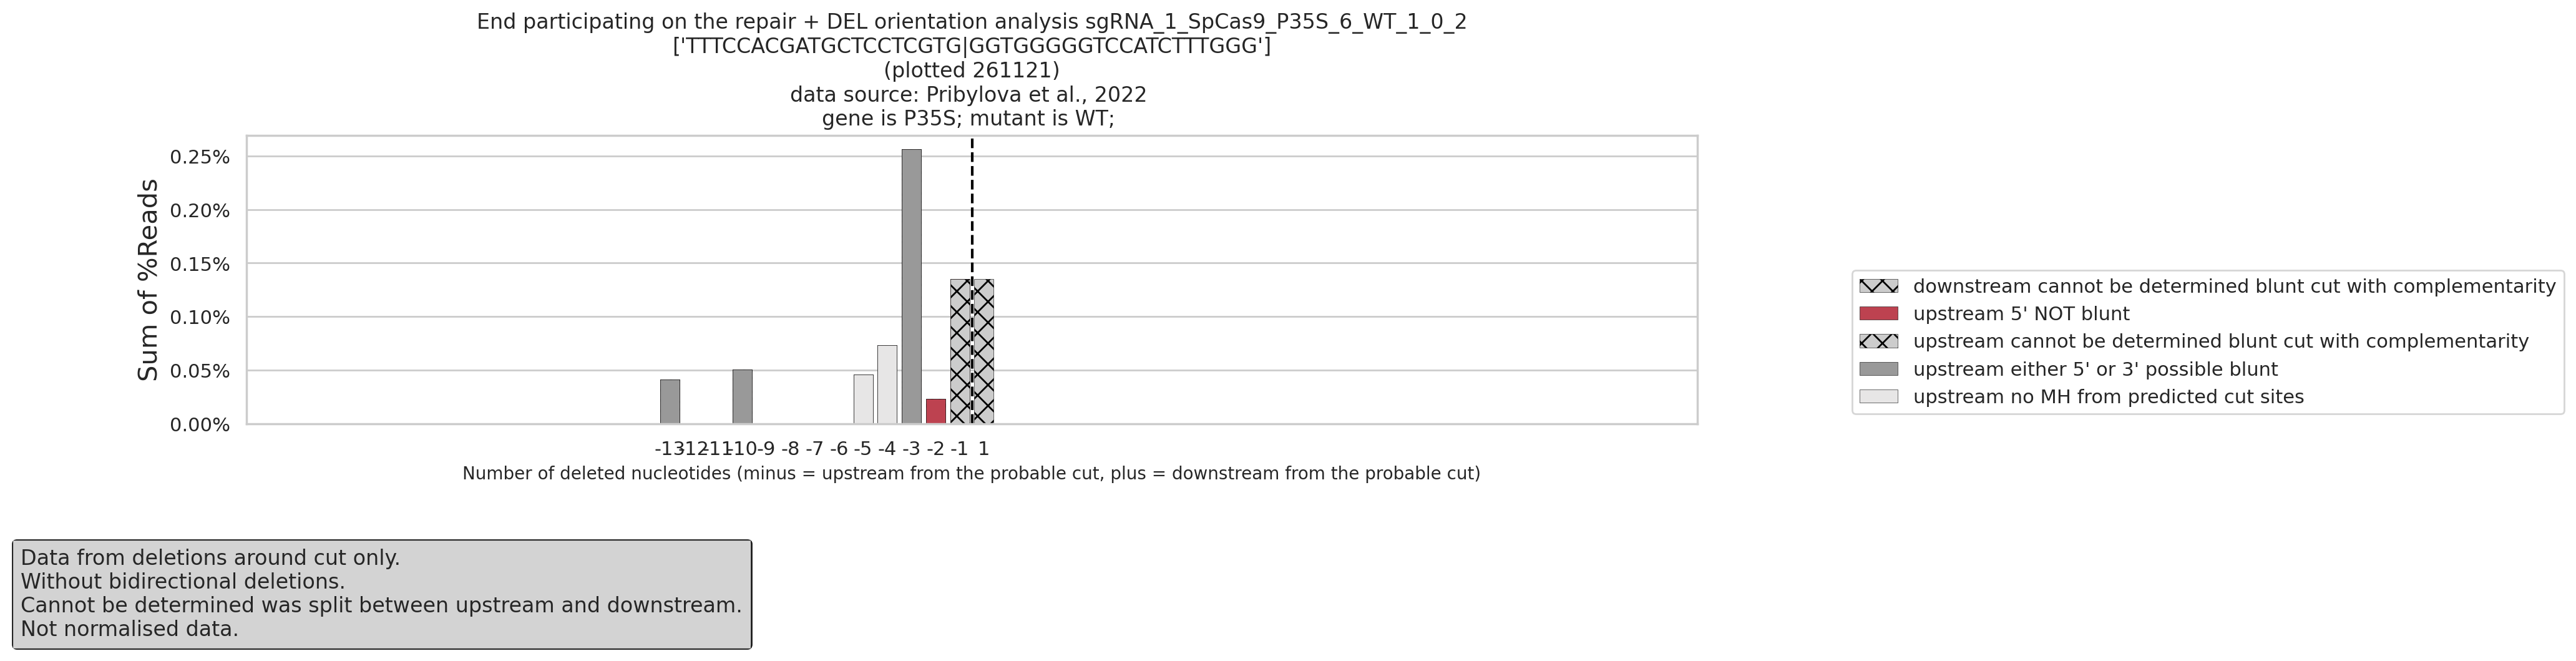 End participating on the repair + DEL orientation analysis sgRNA_1_SpCas9_P35S_6_WT_1_0_2
['TTTCCACGATGCTCCTCGTG|GGTGGGGGTCCATCTTTGGG']
(plotted 261121)
data source: Pribylova et al., 2022
gene is P35S; mutant is WT;
0.25%
0.20%
0.15%
0.10%
0.05%
0.00%
Sum of %Reads
-13 -12 -11 -10 -9 -8 -7 -6 -5 -4 -3 -2 -1 1
Number of deleted nucleotides (minus = upstream from the probable cut, plus = downstream from the probable cut)
downstream cannot be determined blunt cut with complementarity
upstream 5' NOT blunt
upstream cannot be determined blunt cut with complementarity
upstream either 5' or 3' possible blunt
upstream no MH from predicted cut sites
Data from deletions around cut only.
Without bidirectional deletions.
Cannot be determined was split between upstream and downstream.
Not normalised data.